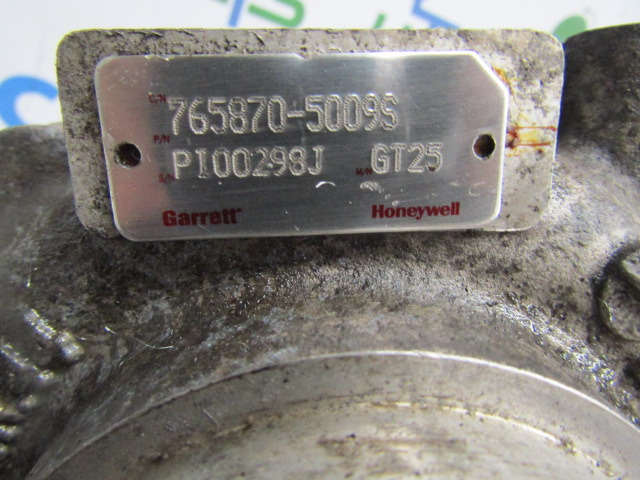 C/N
765870-5009S
P/N
S/N P100298J M/N GT25
Garrett Honeywell